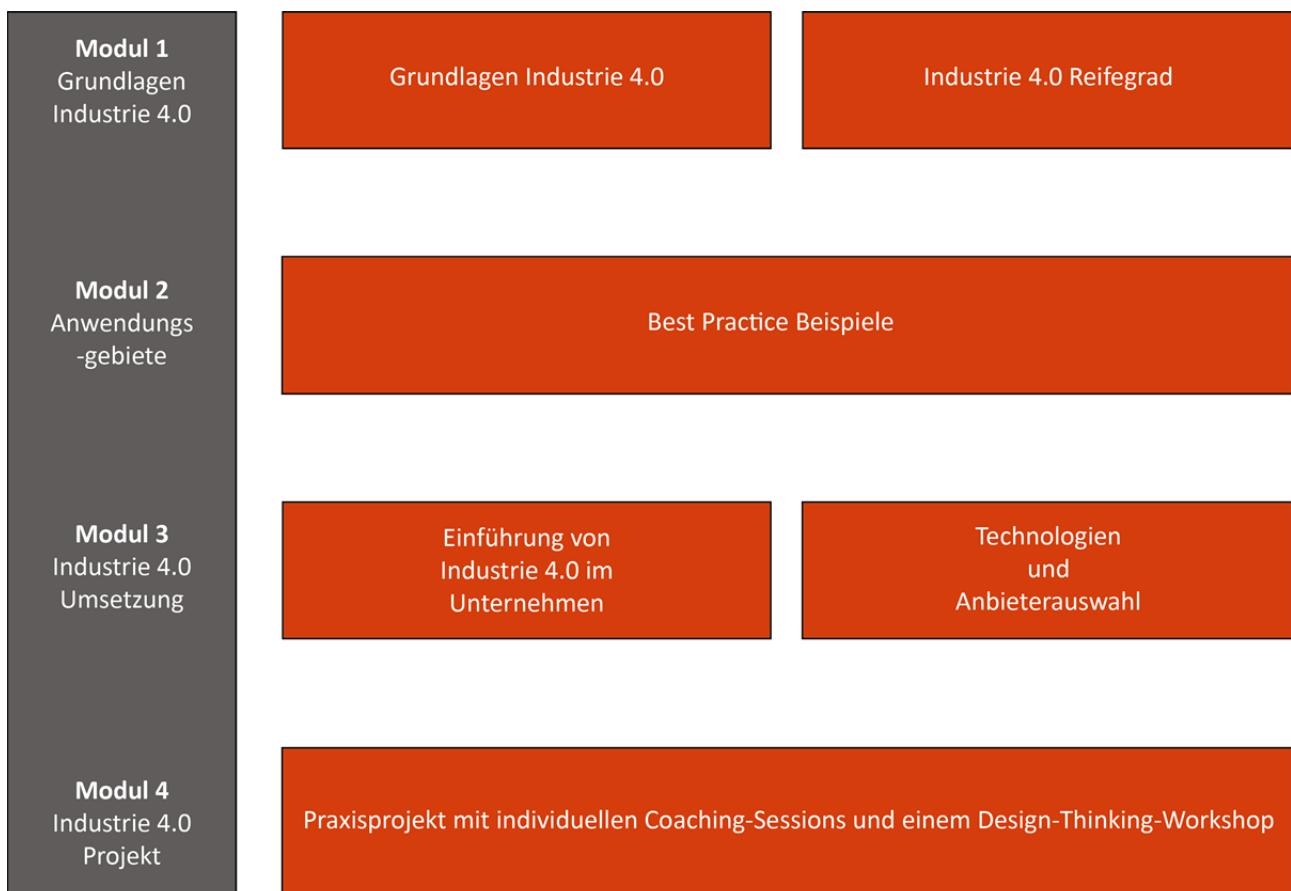 Modul 1
Grundlagen
Industrie 4.0
Grundlagen Industrie 4.0
Industrie 4.0 Reifegrad
Modul 2
Anwendungs
-gebiete
Best Practice Beispiele
Modul 3
Industrie 4.0
Umsetzung
Einführung von
Industrie 4.0 im
Unternehmen
Technologien
und
Anbieterauswahl
Modul 4
Industrie 4.0
Projekt
Praxisprojekt mit individuellen Coaching-Sessions und einem Design-Thinking-Workshop